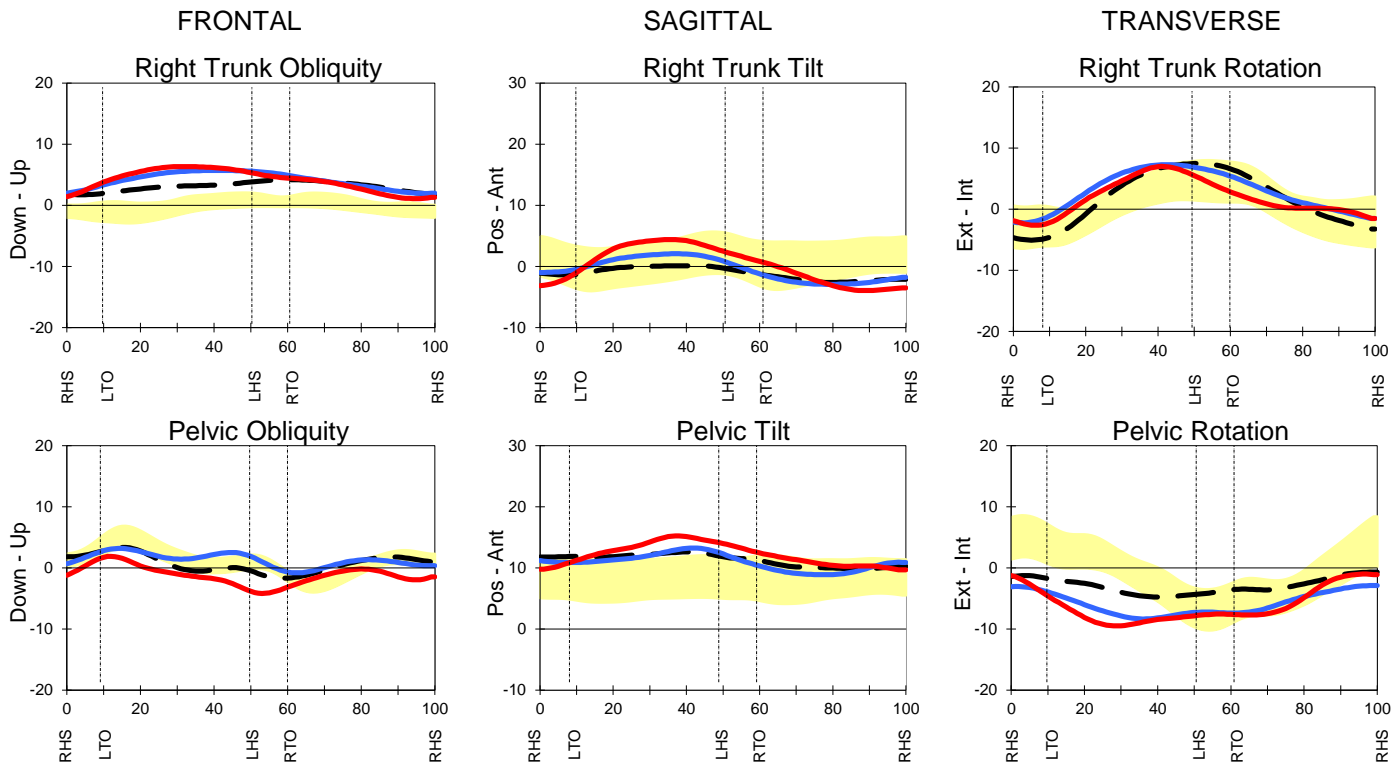 FRONTAL SAGITTAL TRANSVERSE
Right Trunk Obliquity Right Trunk Tilt Right Trunk Rotation
Down - Up Pos - Ant Ext - Int
20 30 20
10 20 10
0 10 0
-10 0 -10
-20 -10 -20
0 20 40 60 80 100 0 20 40 60 80 100 0 20 40 60 80 100
RHS LTO LHS RTO RHS RHS LTO LHS RTO RHS RHS LTO LHS RTO RHS
Pelvic Obliquity Pelvic Tilt Pelvic Rotation
Down - Up Pos - Ant Ext - Int
20 30 20
10 20 10
0 10 0
-10 0 -10
-20 -10 -20
0 20 40 60 80 100 0 20 40 60 80 100 0 20 40 60 80 100
RHS LTO LHS RTO RHS RHS LTO LHS RTO RHS RHS LTO LHS RTO RHS